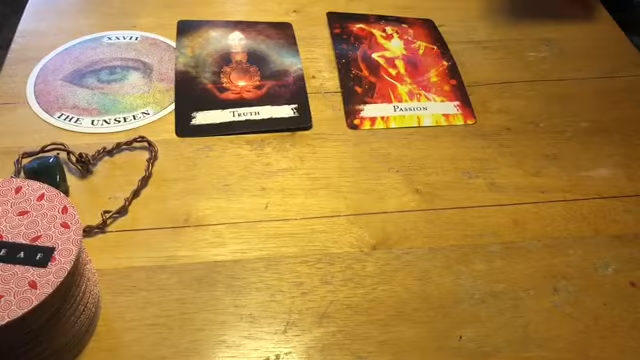 XXVII
THE UNSEEN
TRUTH
PASSION
EAF